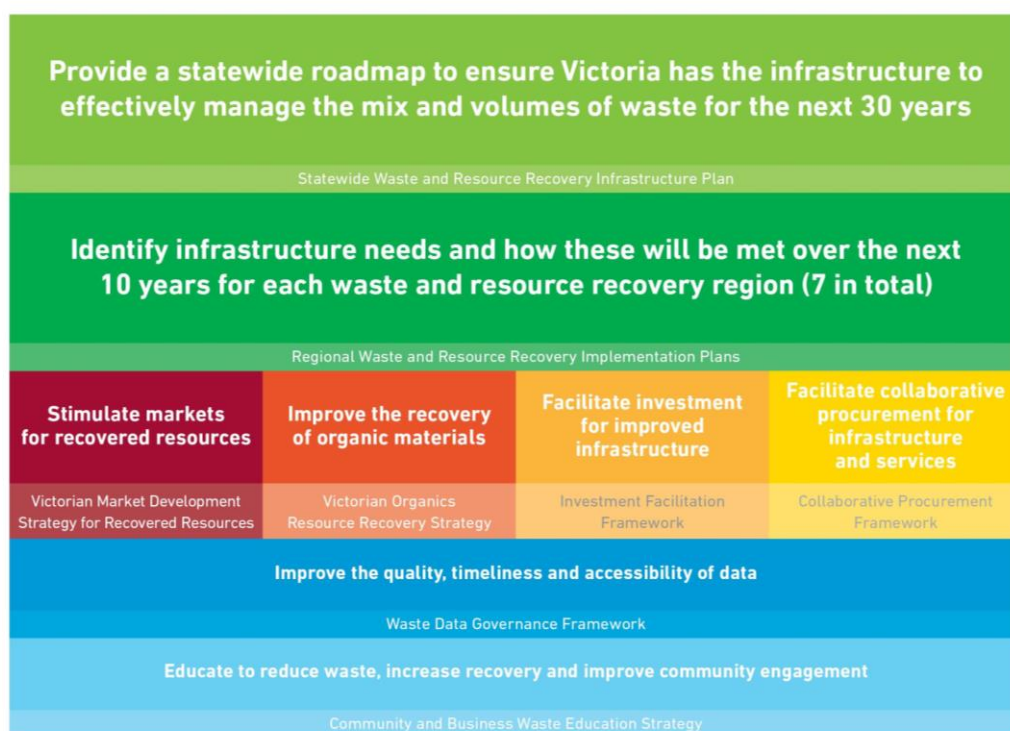 Provide a statewide roadmap to ensure Victoria has the infrastructure to
effectively manage the mix and volumes of waste for the next 30 years
Statewide Waste and Resource Recovery Infrastructure Plan
Identify infrastructure needs and how these will be met over the next
10 years for each waste and resource recovery region (7 in total)
Regional Waste and Resource Recovery Implementation Plans
Stimulate markets
for recovered resources
Victorian Market Development
Strategy for Recovered Resources
Improve the recovery
of organic materials
Victorian Organics
Resource Recovery Strategy
Facilitate investment
for improved
infrastructure
Investment Facilitation
Framework
Facilitate collaborative
procurement for
infrastructure
and services
Collaborative Procurement
Framework
Improve the quality, timeliness and accessibility of data
Waste Data Governance Framework
Educate to reduce waste, increase recovery and improve community engagement
Community and Business Waste Education Strategy